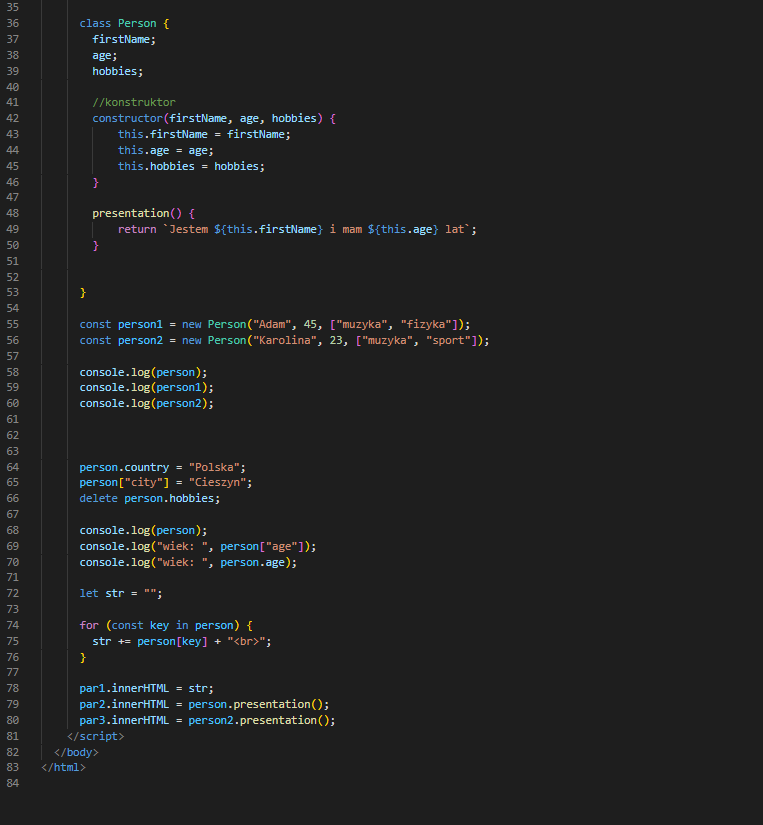 35
36 class Person {
37 firstName;
38 age;
39 hobbies;
40
41 //konstruktor
42 constructor(firstName, age, hobbies) {
43 this.firstName = firstName;
44 this.age = age;
45 this.hobbies = hobbies;
46 }
47
48 presentation() {
49 return `Jestem ${this.firstName} i mam ${this.age} lat`;
50 }
51
52
53 }
54
55 const person1 = new Person("Adam", 45, ["muzyka", "fizyka"]);
56 const person2 = new Person("Karolina", 23, ["muzyka", "sport"]);
57
58 console.log(person);
59 console.log(person1);
60 console.log(person2);
61
62
63
64 person.country = "Polska";
65 person["city"] = "Cieszyn";
66 delete person.hobbies;
67
68 console.log(person);
69 console.log("wiek: ", person["age"]);
70 console.log("wiek: ", person.age);
71
72 let str = "";
73
74 for (const key in person) {
75 str += person[key] + "<br>";
76 }
77
78 par1.innerHTML = str;
79 par2.innerHTML = person.presentation();
80 par3.innerHTML = person2.presentation();
81 </script>
82 </body>
83 </html>
84